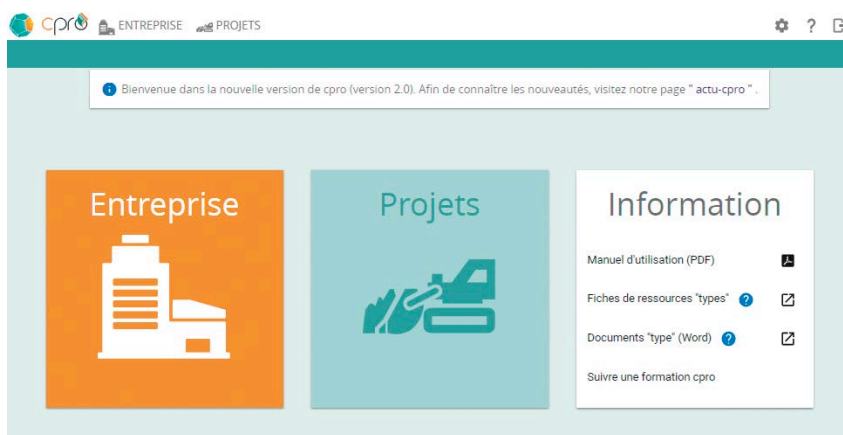 cpro ENTREPRISE PROJETS ?
Bienvenue dans la nouvelle version de cpro (version 2.0). Afin de connaître les nouveautés, visitez notre page " actu-cpro " .
Entreprise
Projets
Information
Manuel d'utilisation (PDF)
Fiches de ressources "types" ?
Documents "type" (Word) ?
Suivre une formation cpro